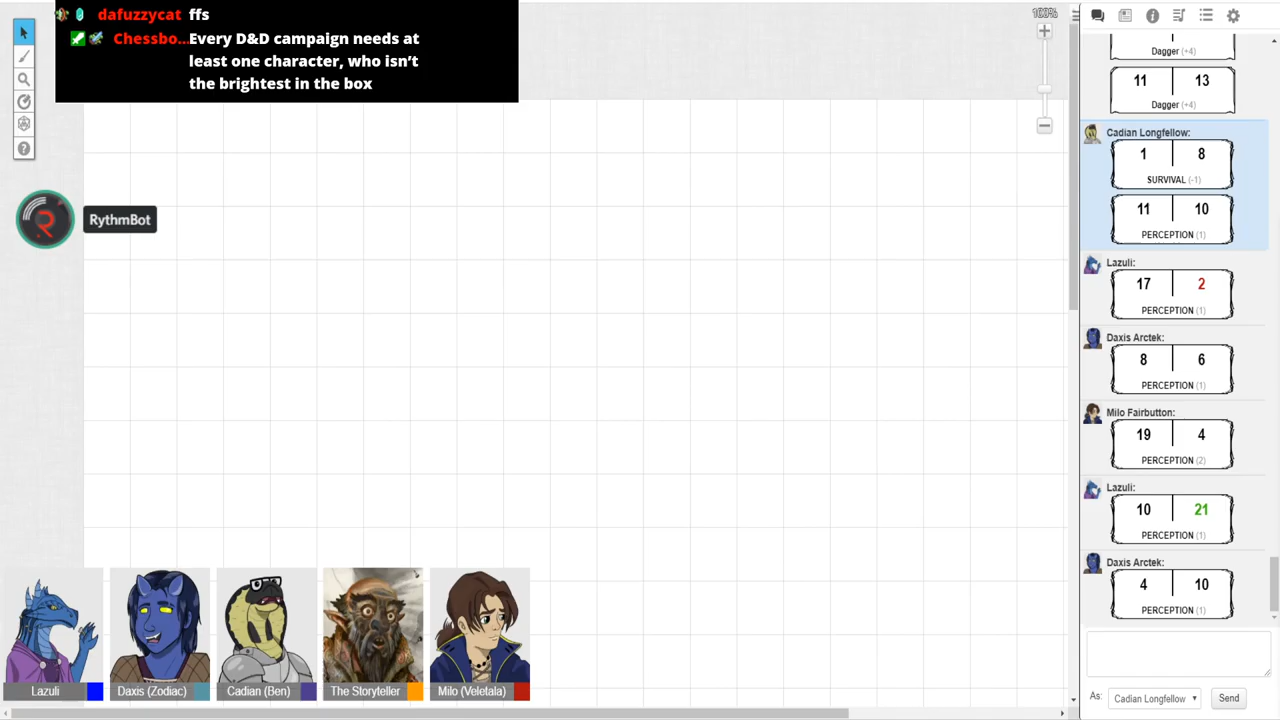 dafuzzycat ffs
Chessbo... Every D&D campaign needs at
least one character, who isn't
the brightest in the box
100%
RythmBot
Dagger (+4)
11 13
Dagger (+4)
Cadian Longfellow:
1 8
SURVIVAL (-1)
11 10
PERCEPTION (1)
Lazuli:
17 2
PERCEPTION (1)
Daxis Arctek:
8 6
PERCEPTION (1)
Milo Fairbutton:
19 4
PERCEPTION (2)
Lazuli:
10 21
PERCEPTION (1)
Daxis Arctek:
4 10
PERCEPTION (1)
Lazuli
Daxis (Zodiac)
Cadian (Ben)
The Storyteller
Milo (Veletala)
As: Cadian Longfellow Send